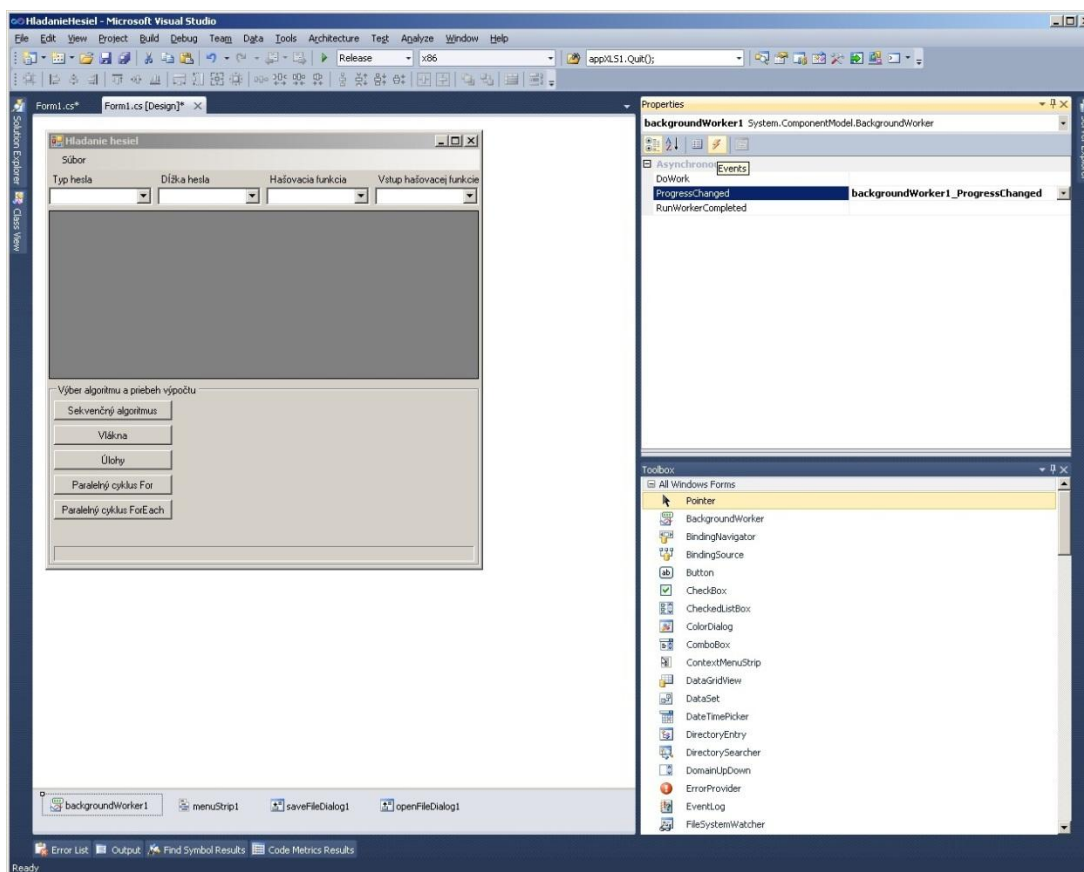 HladanieHesiel - Microsoft Visual Studio
File Edit View Project Build Debug Team Data Tools Architecture Test Analyze Window Help
Release x86 appXLS1.Quit();
Form1.cs* Form1.cs [Design]*
Solution Explorer
Class View
Hladanie hesiel
Súbor
Typ hesla Dĺžka hesla Hašovacia funkcia Vstup hašovacej funkcie
Výber algoritmu a priebeh výpočtu
Sekvenčný algoritmus
Vlákna
Úlohy
Paralelný cyklus For
Paralelný cyklus ForEach
backgroundWorker1 menuStrip1 saveFileDialog1 openFileDialog1
Properties
backgroundWorker1 System.ComponentModel.BackgroundWorker
Events
DoWork
ProgressChanged backgroundWorker1_ProgressChanged
RunWorkerCompleted
Toolbox
All Windows Forms
Pointer
BackgroundWorker
BindingNavigator
BindingSource
Button
CheckBox
CheckedListBox
ColorDialog
ComboBox
ContextMenuStrip
DataGridView
DataSet
DateTimePicker
DirectoryEntry
DirectorySearcher
DomainUpDown
ErrorProvider
EventLog
FileSystemWatcher
Error List Output Find Symbol Results Code Metrics Results
Ready